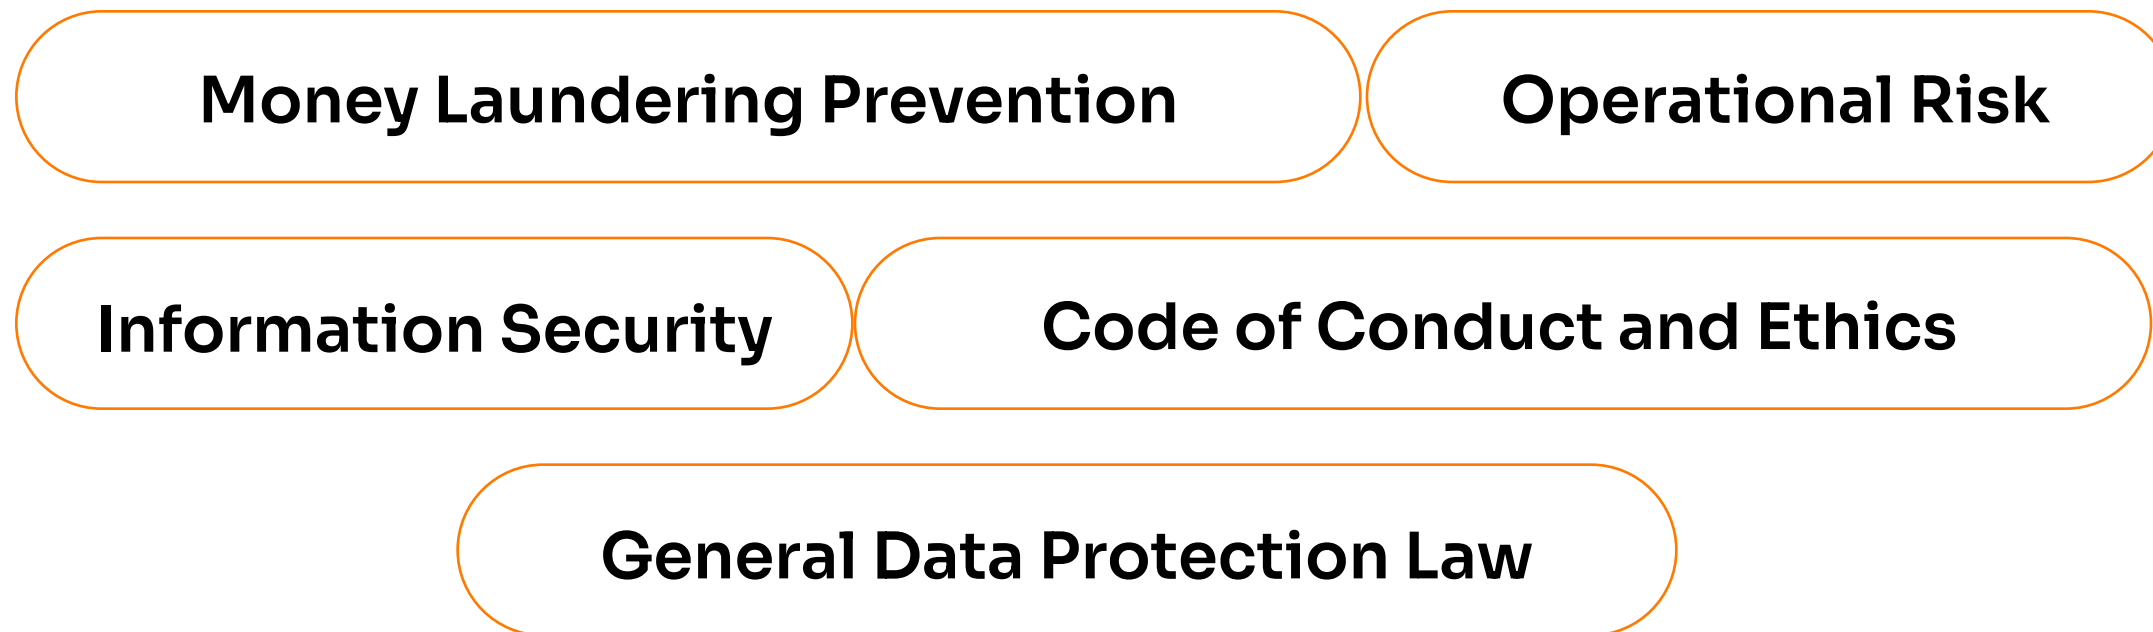 Money Laundering Prevention
Operational Risk
Information Security
Code of Conduct and Ethics
General Data Protection Law